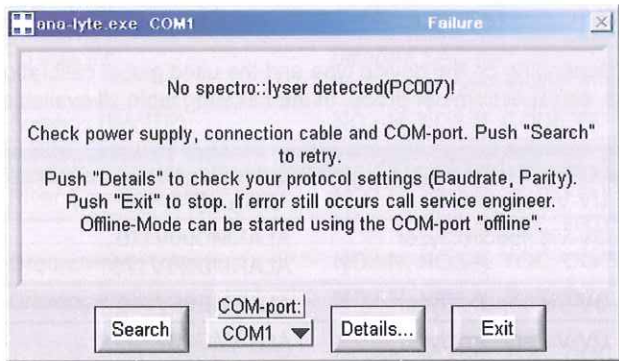 ana-lyte.exe COM1 Failure
No spectro::lyser detected(PC007)!
Check power supply, connection cable and COM-port. Push "Search"
to retry.
Push "Details" to check your protocol settings (Baudrate, Parity).
Push "Exit" to stop. If error still occurs call service engineer.
Offline-Mode can be started using the COM-port "offline".
COM-port:
Search COM1 Details... Exit